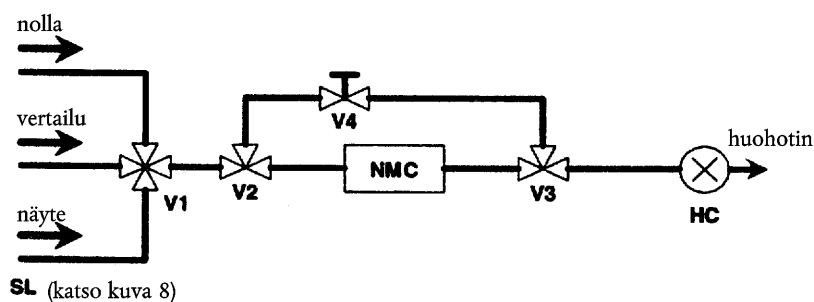 nolla
vertailu
näyte
V1
V2
V4
NMC
V3
HC
huohotin
SL (katso kuva 8)